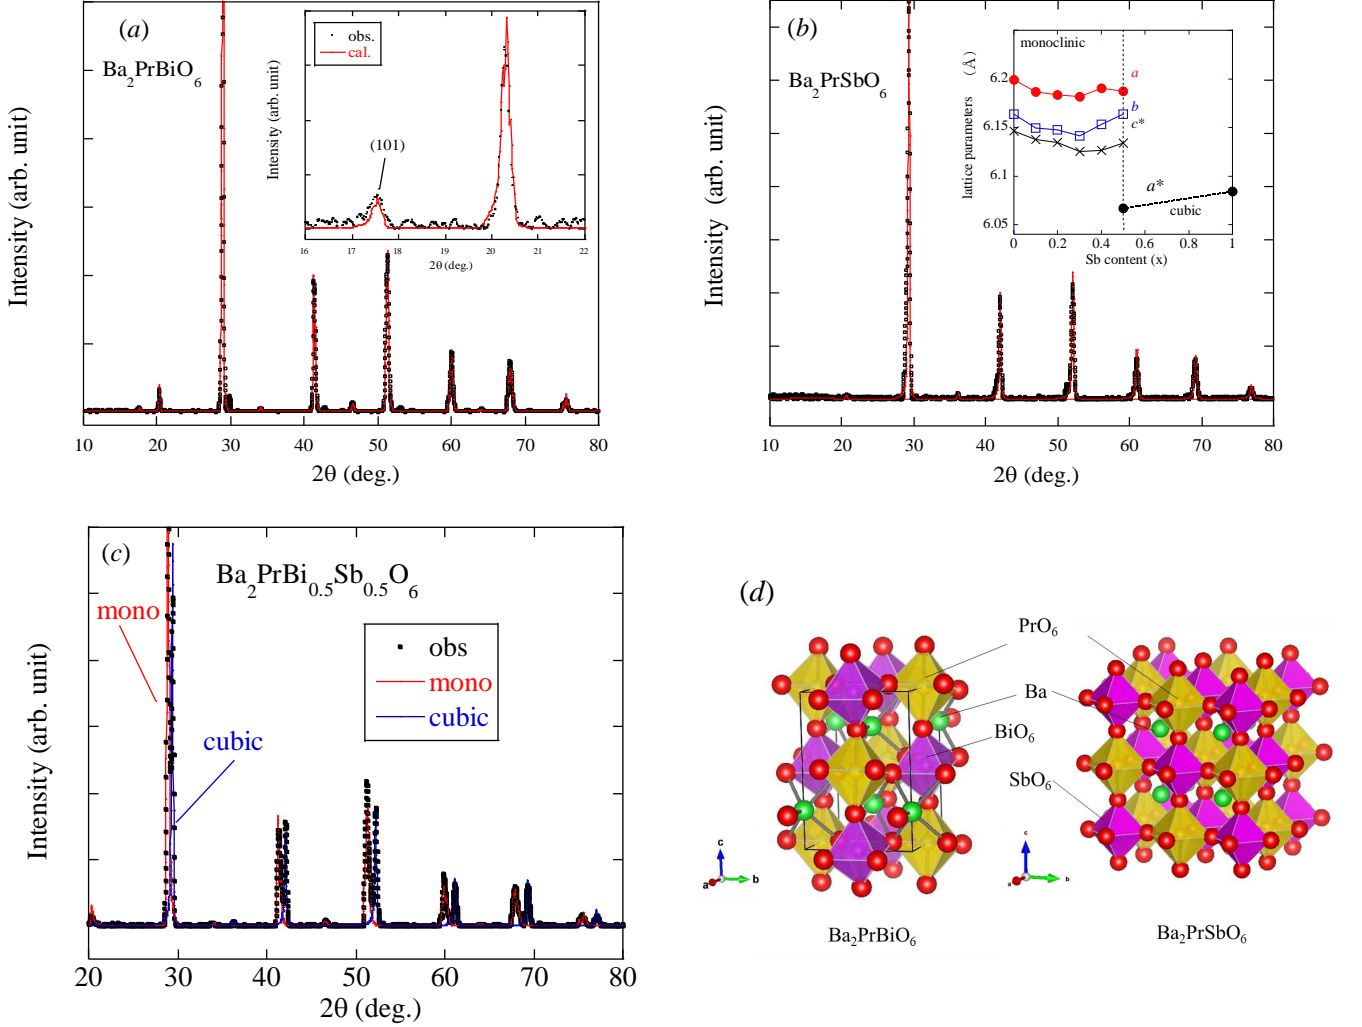 (a)
Ba2PrBiO6
Intensity (arb. unit)
10 20 30 40 50 60 70 80
2θ (deg.)
obs.
cal.
(101)
Intensity (arb. unit)
16 17 18 19 20 21 22
2θ (deg.)
(b)
Ba2PrSbO6
Intensity (arb. unit)
10 20 30 40 50 60 70 80
2θ (deg.)
monoclinic
a
b
c*
a*
cubic
lattice parameters (Å)
6.2
6.15
6.1
6.05
0 0.2 0.4 0.6 0.8 1
Sb content (x)
(c)
Ba2PrBi0.5Sb0.5O6
mono
cubic
obs
mono
cubic
Intensity (arb. unit)
20 30 40 50 60 70 80
2θ (deg.)
(d)
PrO6
Ba
BiO6
SbO6
c
a
b
c
a
b
Ba2PrBiO6
Ba2PrSbO6